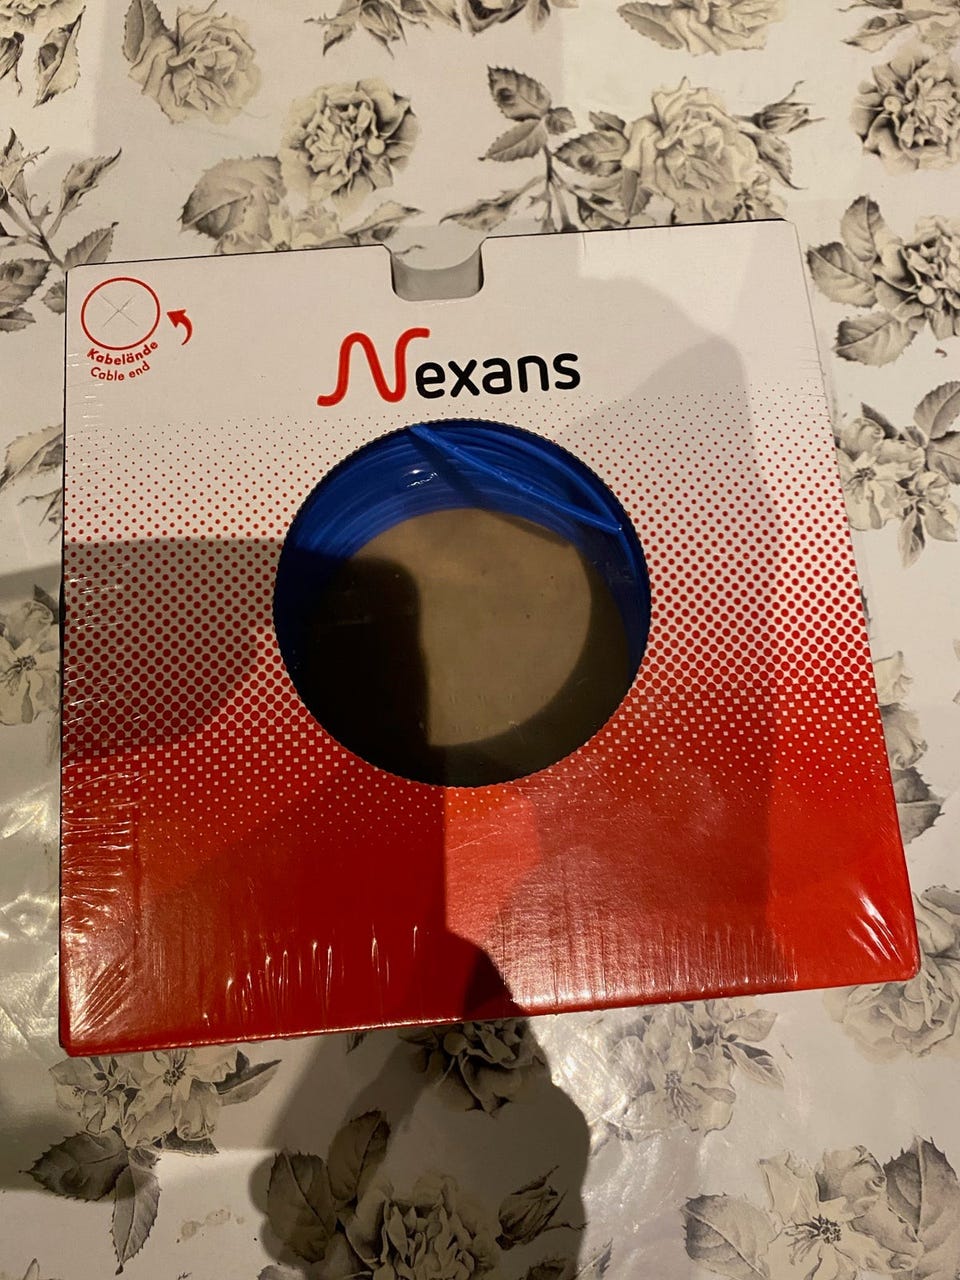 Kabelände
Cable end
Nexans